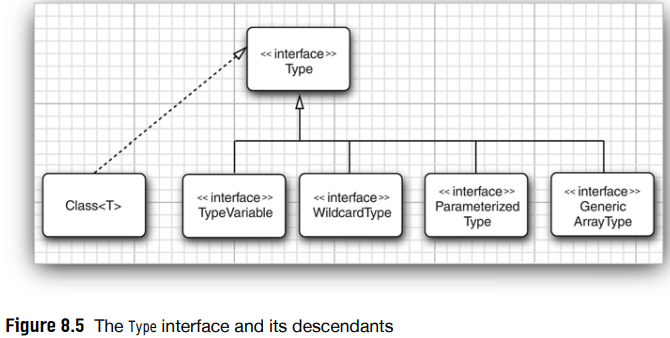 <<interface>>
Type
Class<T>
<<interface>>
TypeVariable
<<interface>>
WildcardType
<<interface>>
Parameterized
Type
<<interface>>
Generic
ArrayType
Figure 8.5 The Type interface and its descendants